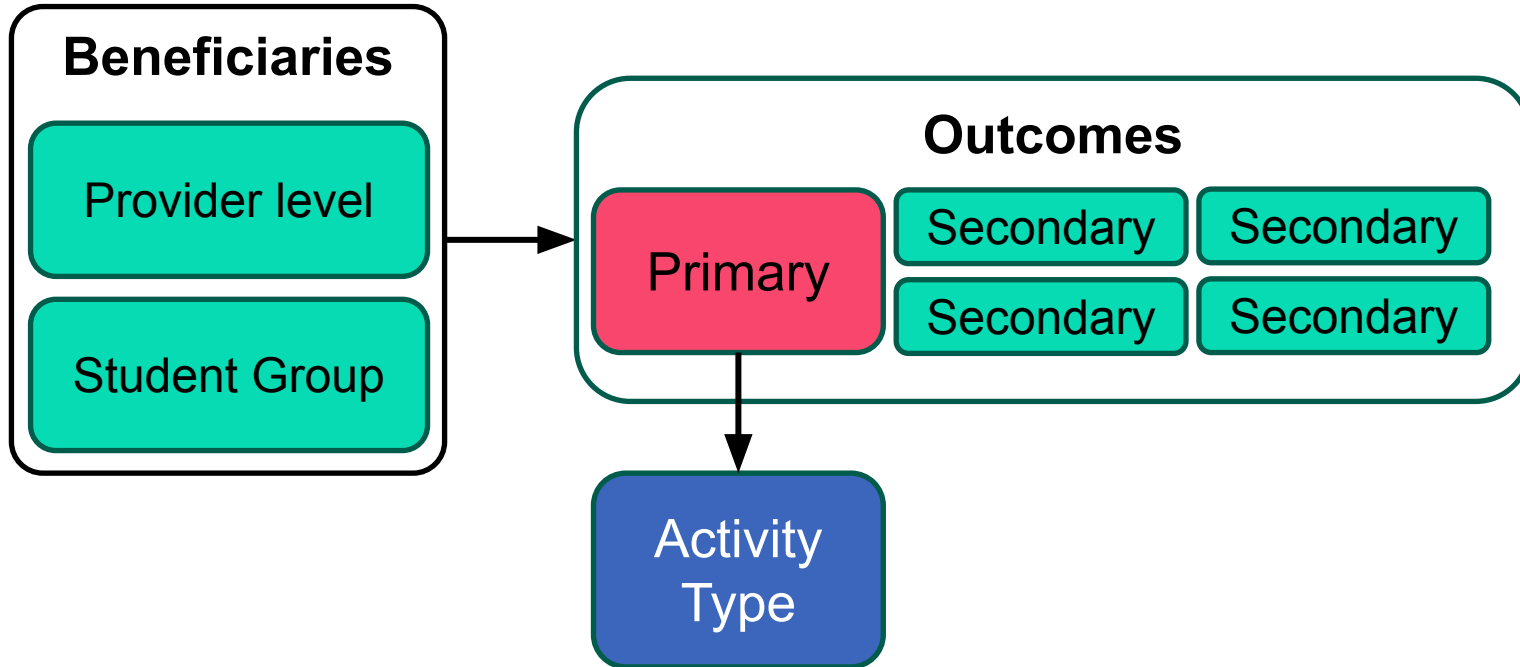 Beneficiaries
Provider level
Student Group
Outcomes
Primary
Secondary
Secondary
Secondary
Secondary
Activity
Type